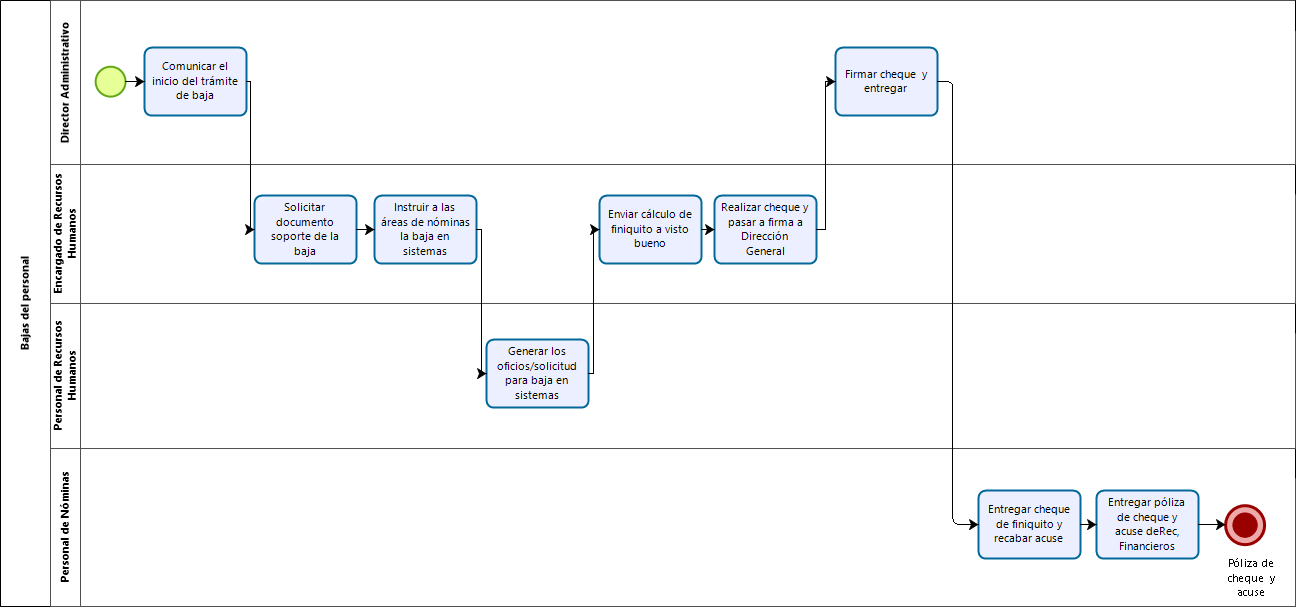 Bajas del personal
Director Administrativo
Comunicar el
inicio del trámite
de baja
Firmar cheque y
entregar
Encargado de Recursos
Humanos
Solicitar
documento
soporte de la
baja
Instruir a las
áreas de nóminas
la baja en
sistemas
Enviar cálculo de
finiquito a visto
bueno
Realizar cheque y
pasar a firma a
Dirección
General
Personal de Recursos
Humanos
Generar los
oficios/solicitud
para baja en
sistemas
Personal de Nóminas
Entregar cheque
de finiquito y
recabar acuse
Entregar póliza
de cheque y
acuse deRec,
Financieros
Póliza de
cheque y
acuse